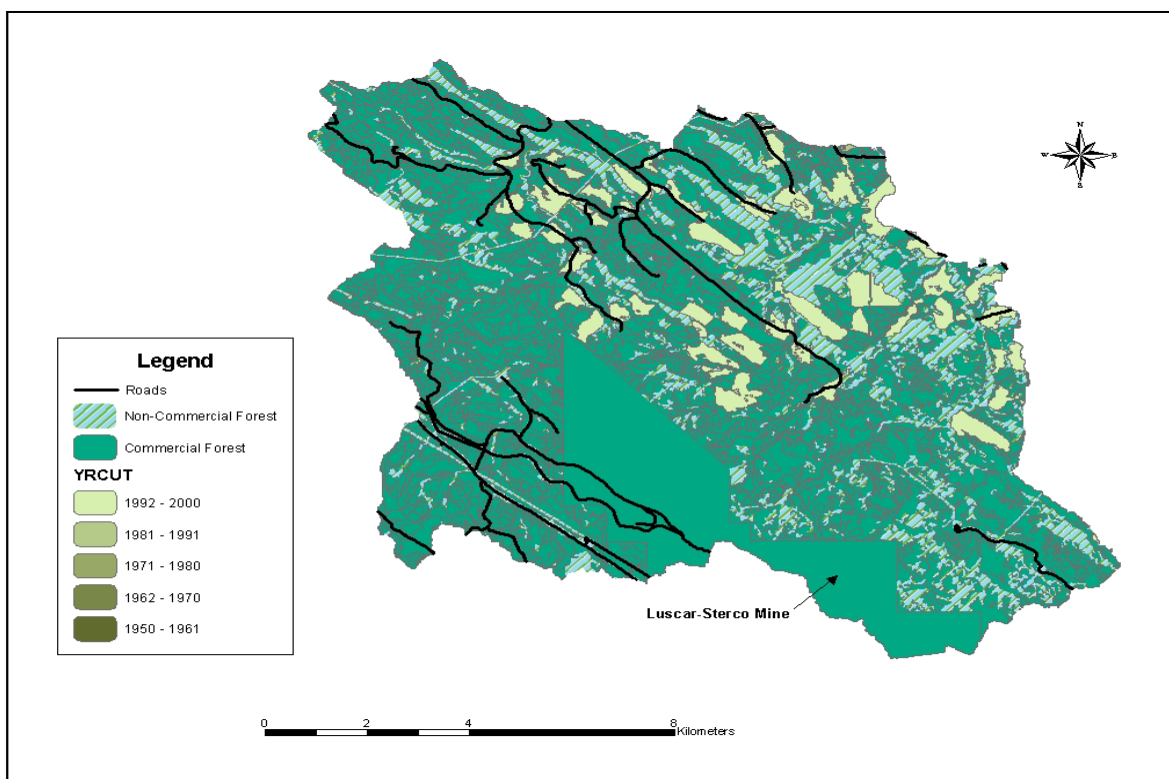 N
W E
S
Legend
Roads
Non-Commercial Forest
Commercial Forest
YRCUT
1992 - 2000
1981 - 1991
1971 - 1980
1962 - 1970
1950 - 1961
Luscar-Sterco Mine
0 2 4 8
Kilometers